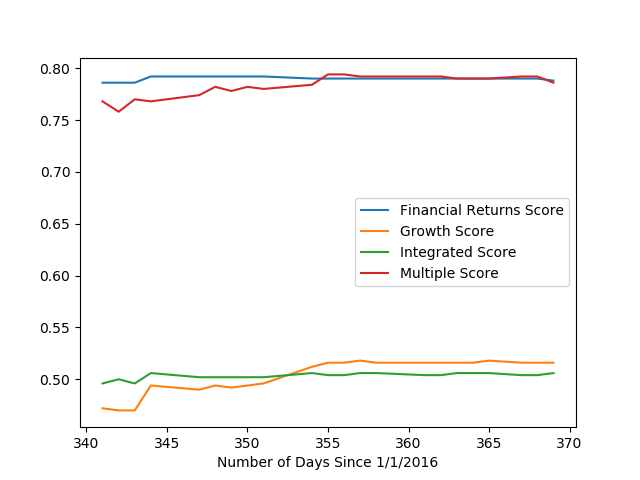 0.80
0.75
0.70
0.65
0.60
0.55
0.50
Financial Returns Score
Growth Score
Integrated Score
Multiple Score
340 345 350 355 360 365 370
Number of Days Since 1/1/2016